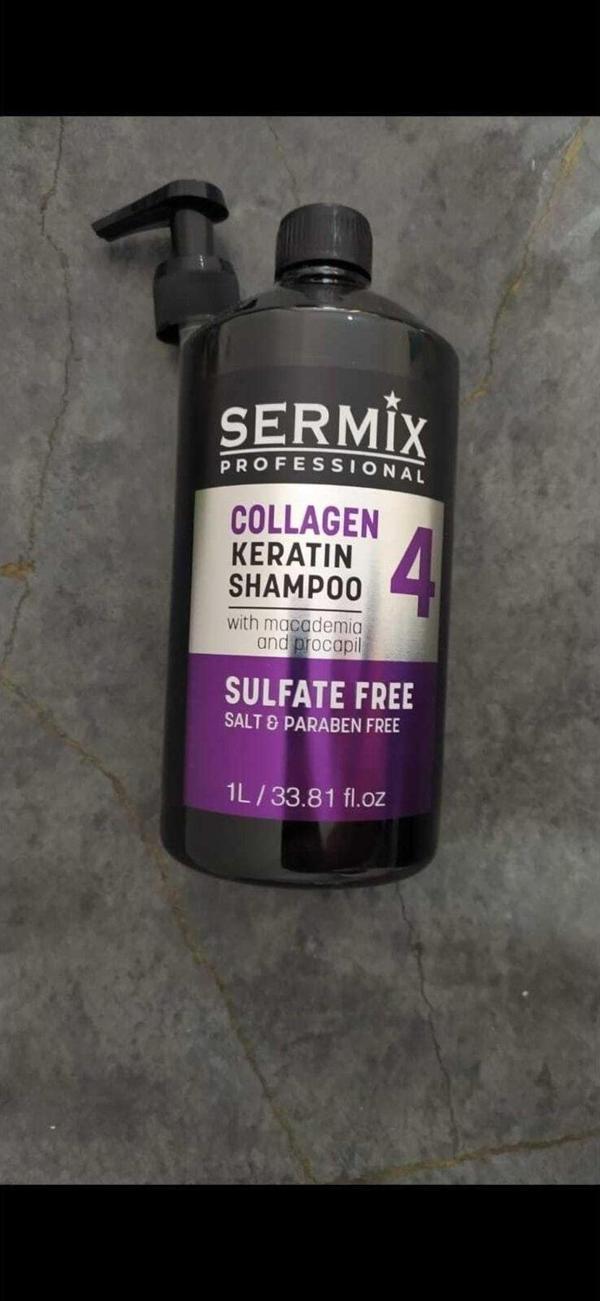 SERMİX
PROFESSIONAL
COLLAGEN
KERATIN
SHAMPOO
4
with macademia
and procapil
SULFATE FREE
SALT & PARABEN FREE
1L / 33.81 fl.oz